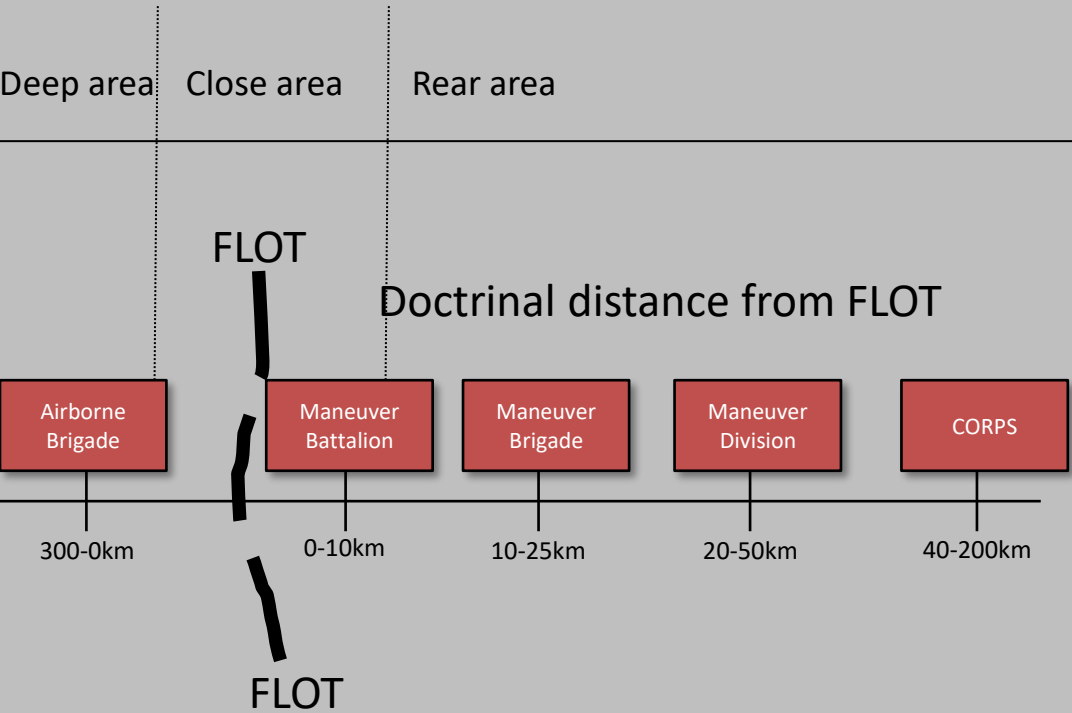 Deep area
Close area
Rear area
FLOT
Doctrinal distance from FLOT
Airborne
Brigade
Maneuver
Battalion
Maneuver
Brigade
Maneuver
Division
CORPS
300-0km
0-10km
10-25km
20-50km
40-200km
FLOT